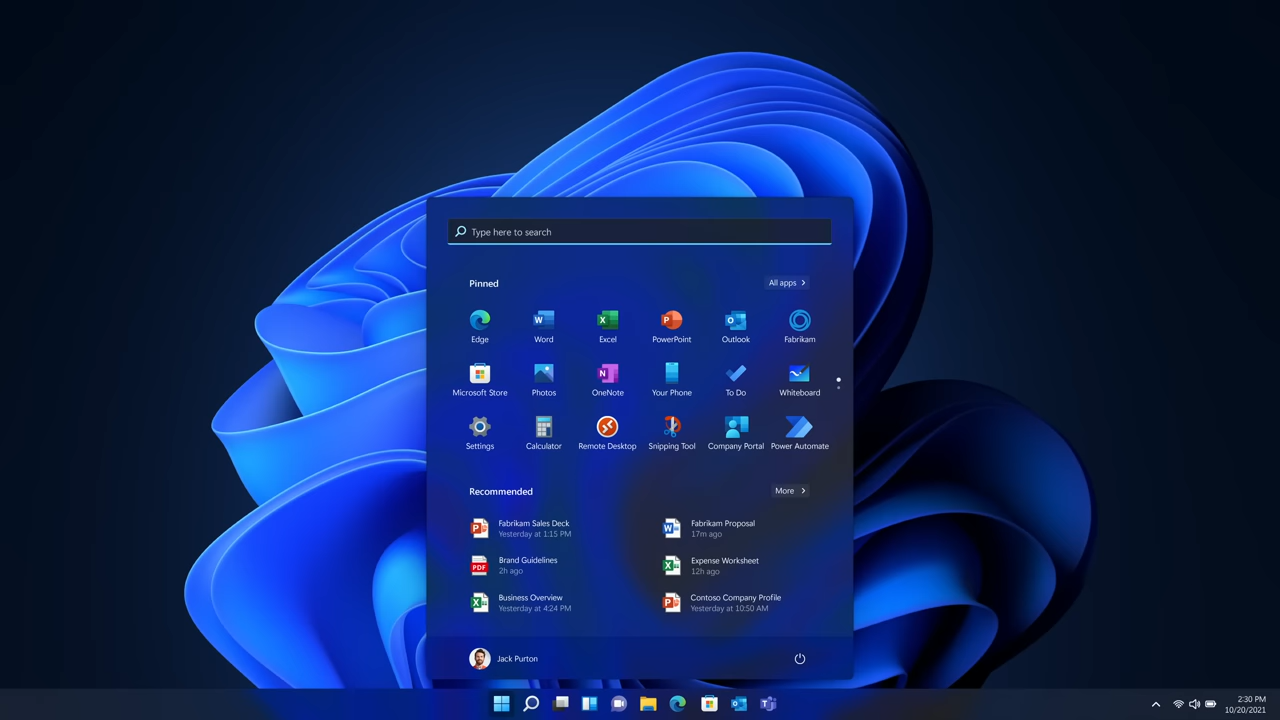 Type here to search
Pinned
All apps
Edge
Word
Excel
PowerPoint
Outlook
Fabrikam
Microsoft Store
Photos
OneNote
Your Phone
To Do
Whiteboard
Settings
Calculator
Remote Desktop
Snipping Tool
Company Portal
Power Automate
Recommended
More
Fabrikam Sales Deck
Yesterday at 1:15 PM
Fabrikam Proposal
17m ago
PDF
Brand Guidelines
2h ago
Expense Worksheet
12h ago
Business Overview
Yesterday at 4:24 PM
Contoso Company Profile
Yesterday at 10:50 AM
Jack Purton
2:30 PM
10/20/2021